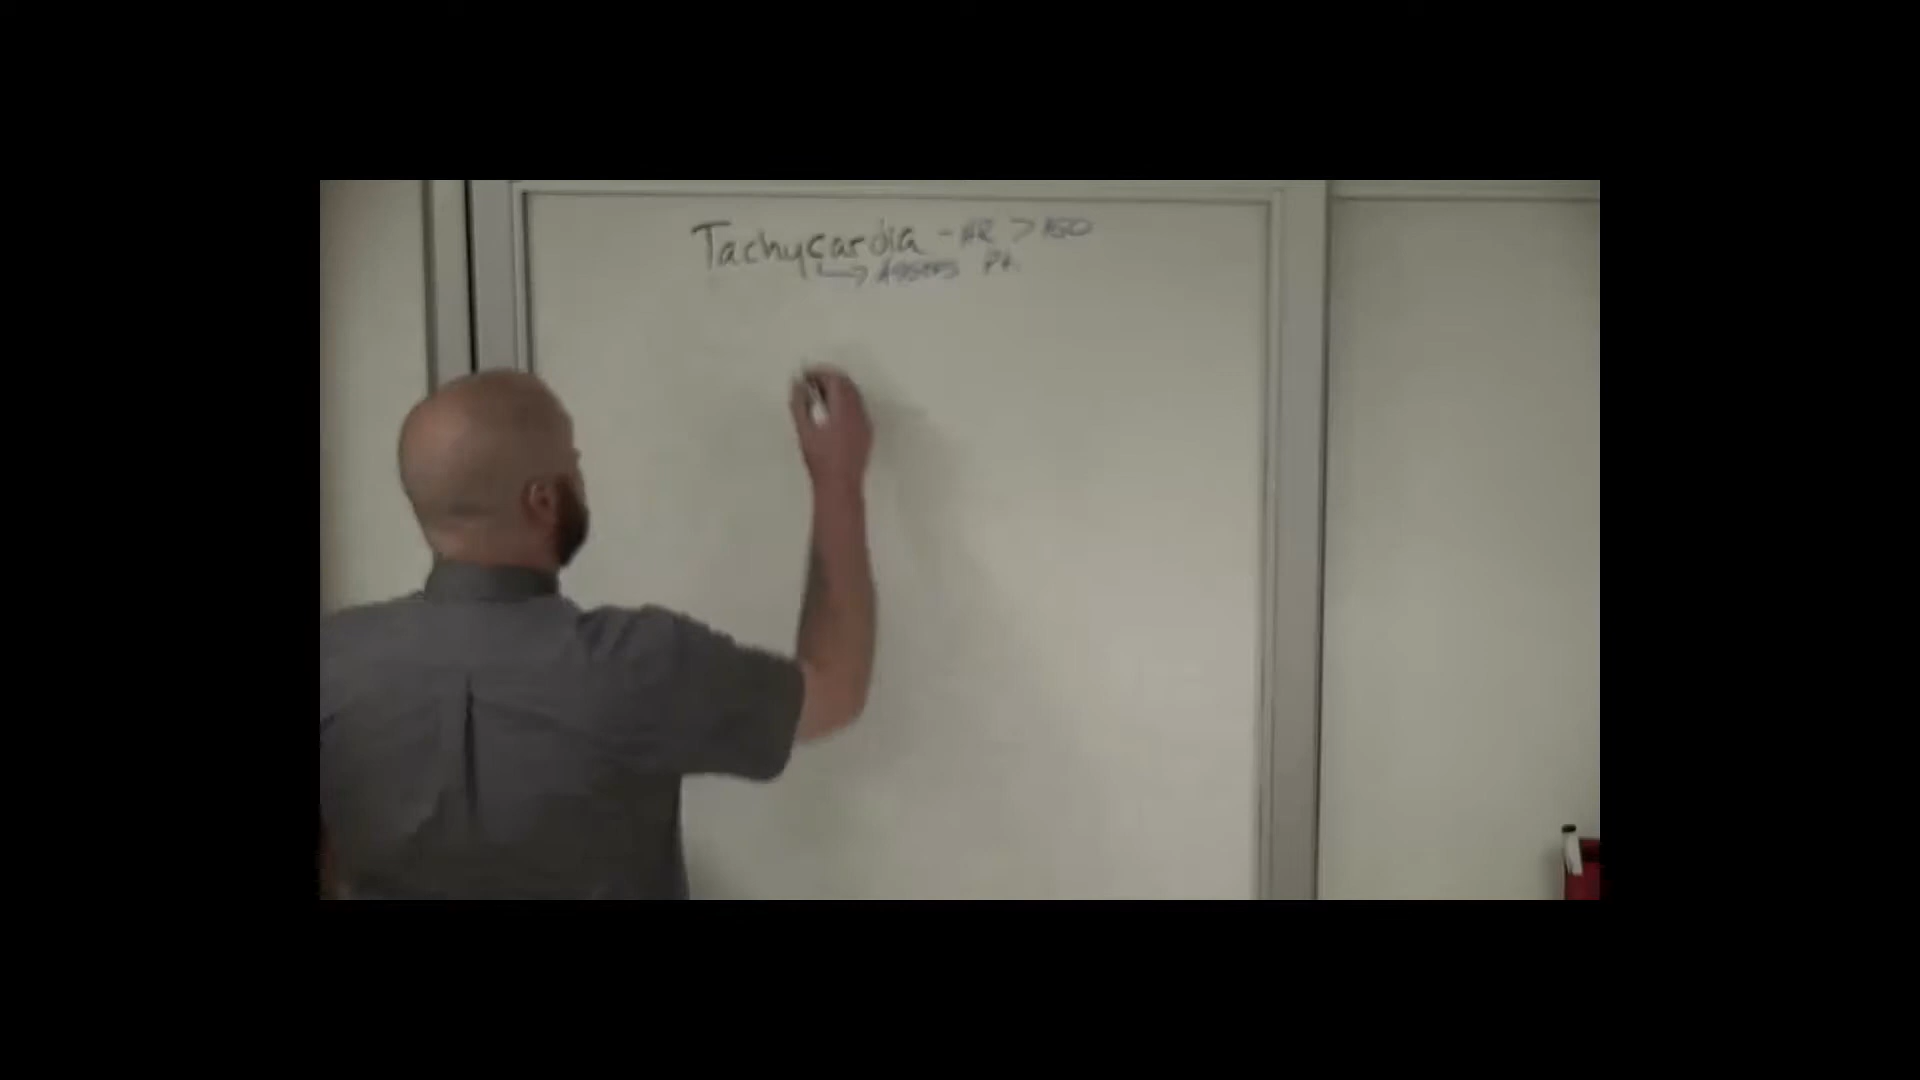 Tachycardia - HR > 150
↳ Assess Pt.